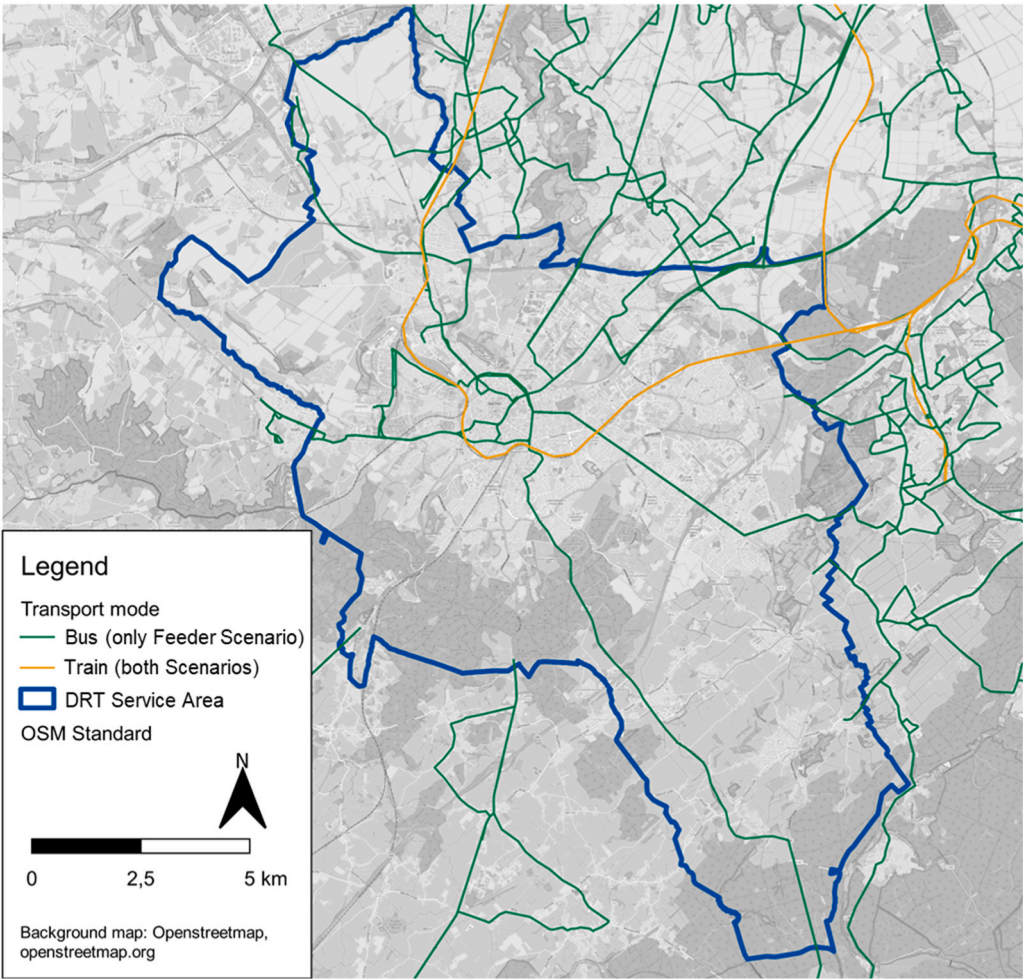 Legend
Transport mode
Bus (only Feeder Scenario)
Train (both Scenarios)
DRT Service Area
OSM Standard
N
0 2,5 5 km
Background map: Openstreetmap,
openstreetmap.org